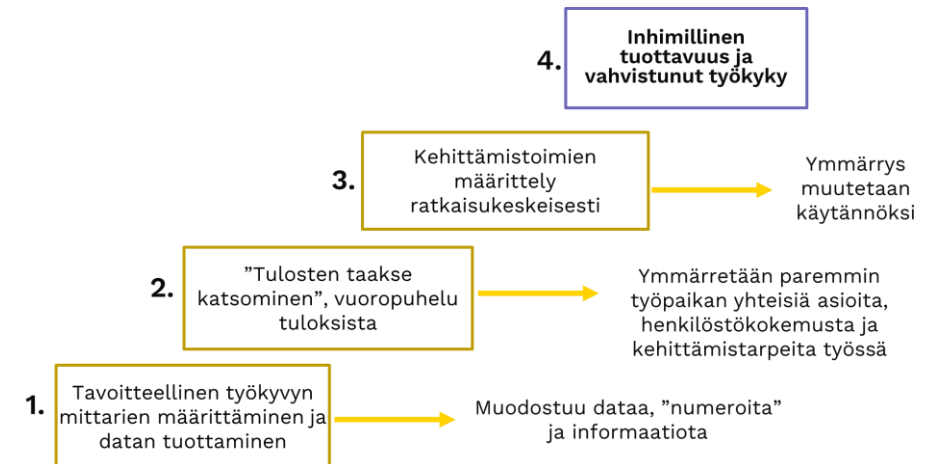 4.
Inhimillinen
tuottavuus ja
vahvistunut työkyky
3.
Kehittämistoimien
määrittely
ratkaisukeskeisesti
Ymmärrys
muutetaan
käytännöksi
2.
”Tulosten taakse
katsominen”, vuoropuhelu
tuloksista
Ymmärretään paremmin
työpaikan yhteisiä asioita,
henkilöstökokemusta ja
kehittämistarpeita työssä
1.
Tavoitteellinen työkyvyn
mittarien määrittäminen ja
datan tuottaminen
Muodostuu dataa, ”numeroita”
ja informaatiota